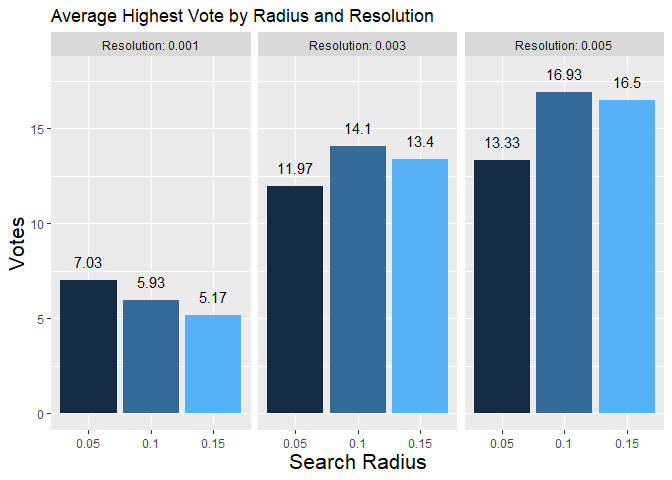 Average Highest Vote by Radius and Resolution
Resolution: 0.001 Resolution: 0.003 Resolution: 0.005
Votes
15
10
5
0
7.03 5.93 5.17
11.97 14.1 13.4
13.33 16.93 16.5
0.05 0.1 0.15 0.05 0.1 0.15 0.05 0.1 0.15
Search Radius